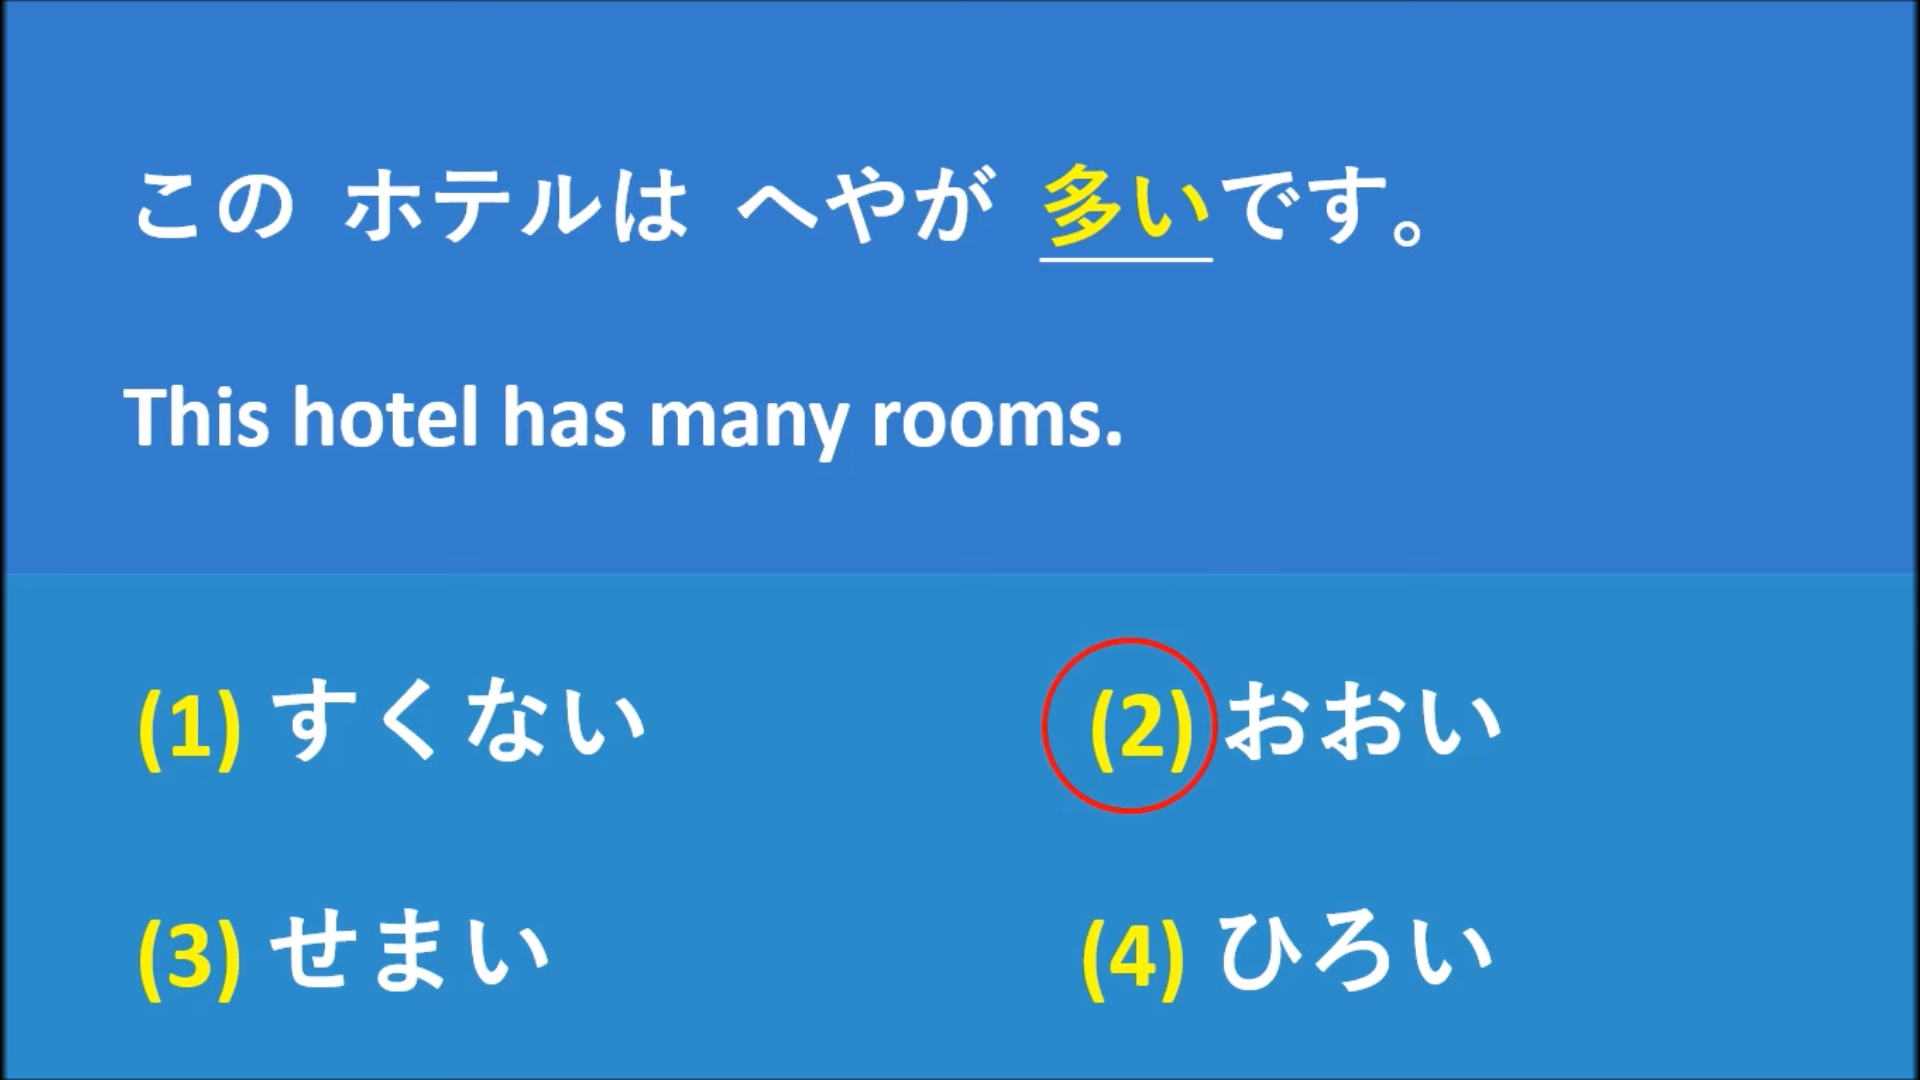 この ホテルは へやが 多いです。
This hotel has many rooms.
(1) すくない (2) おおい
(3) せまい (4) ひろい